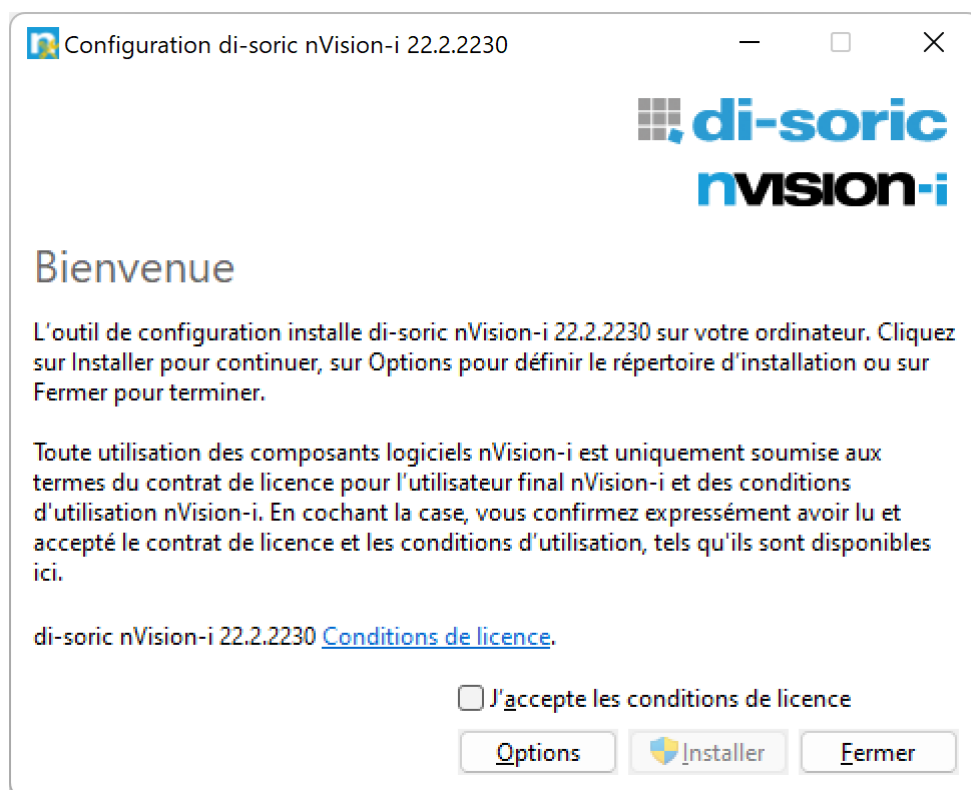 Configuration di-soric nVision-i 22.2.2230
di-soric
nvision-i
Bienvenue
L'outil de configuration installe di-soric nVision-i 22.2.2230 sur votre ordinateur. Cliquez
sur Installer pour continuer, sur Options pour définir le répertoire d'installation ou sur
Fermer pour terminer.
Toute utilisation des composants logiciels nVision-i est uniquement soumise aux
termes du contrat de licence pour l'utilisateur final nVision-i et des conditions
d'utilisation nVision-i. En cochant la case, vous confirmez expressément avoir lu et
accepté le contrat de licence et les conditions d'utilisation, tels qu'ils sont disponibles
ici.
di-soric nVision-i 22.2.2230 Conditions de licence.
J'accepte les conditions de licence
Options Installer Fermer